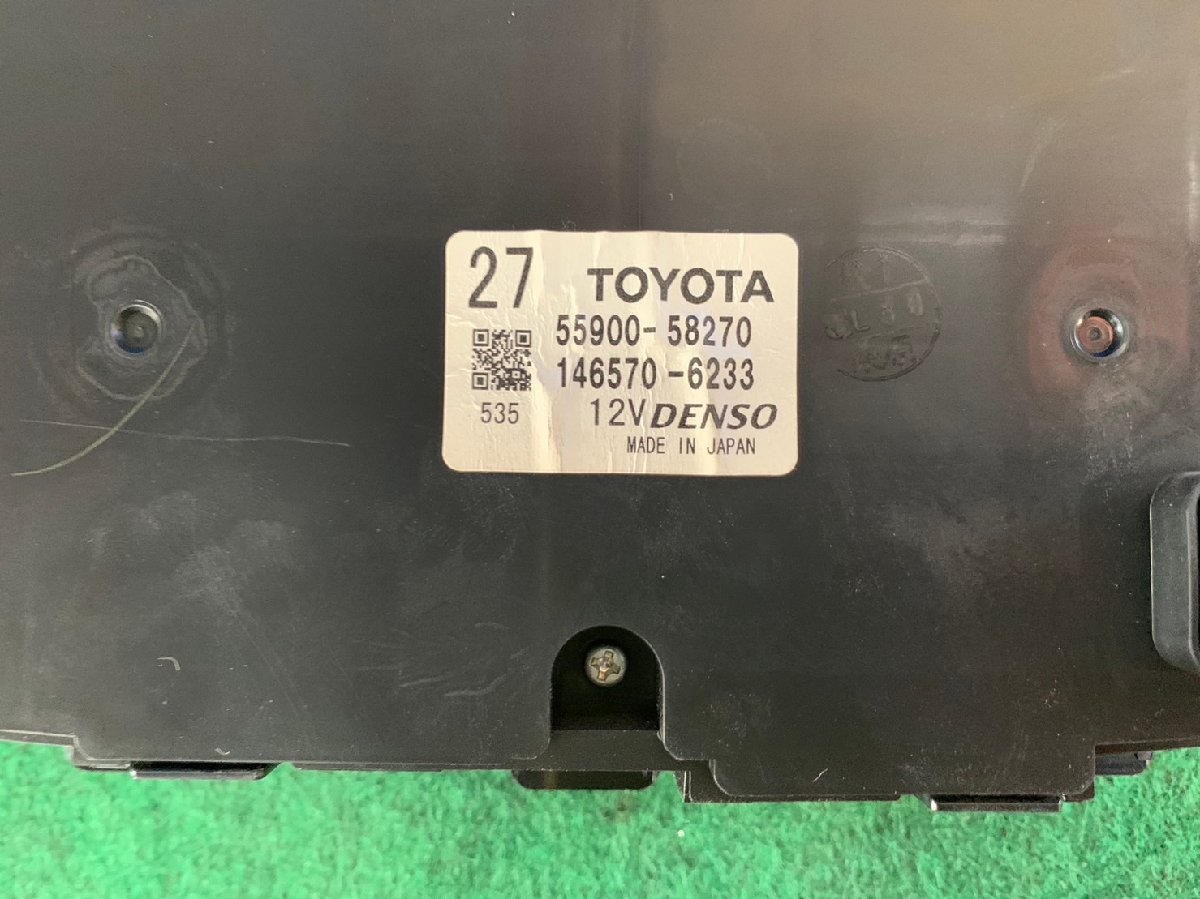 27 TOYOTA
55900-58270
146570-6233
535 12V DENSO
MADE IN JAPAN